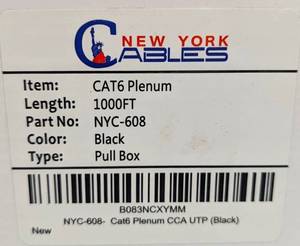 NEW YORK
CABLES
Item: CAT6 Plenum
Length: 1000FT
Part No: NYC-608
Color: Black
Type: Pull Box
B083NCXYMM
NYC-608- Cat6 Plenum CCA UTP (Black)
New